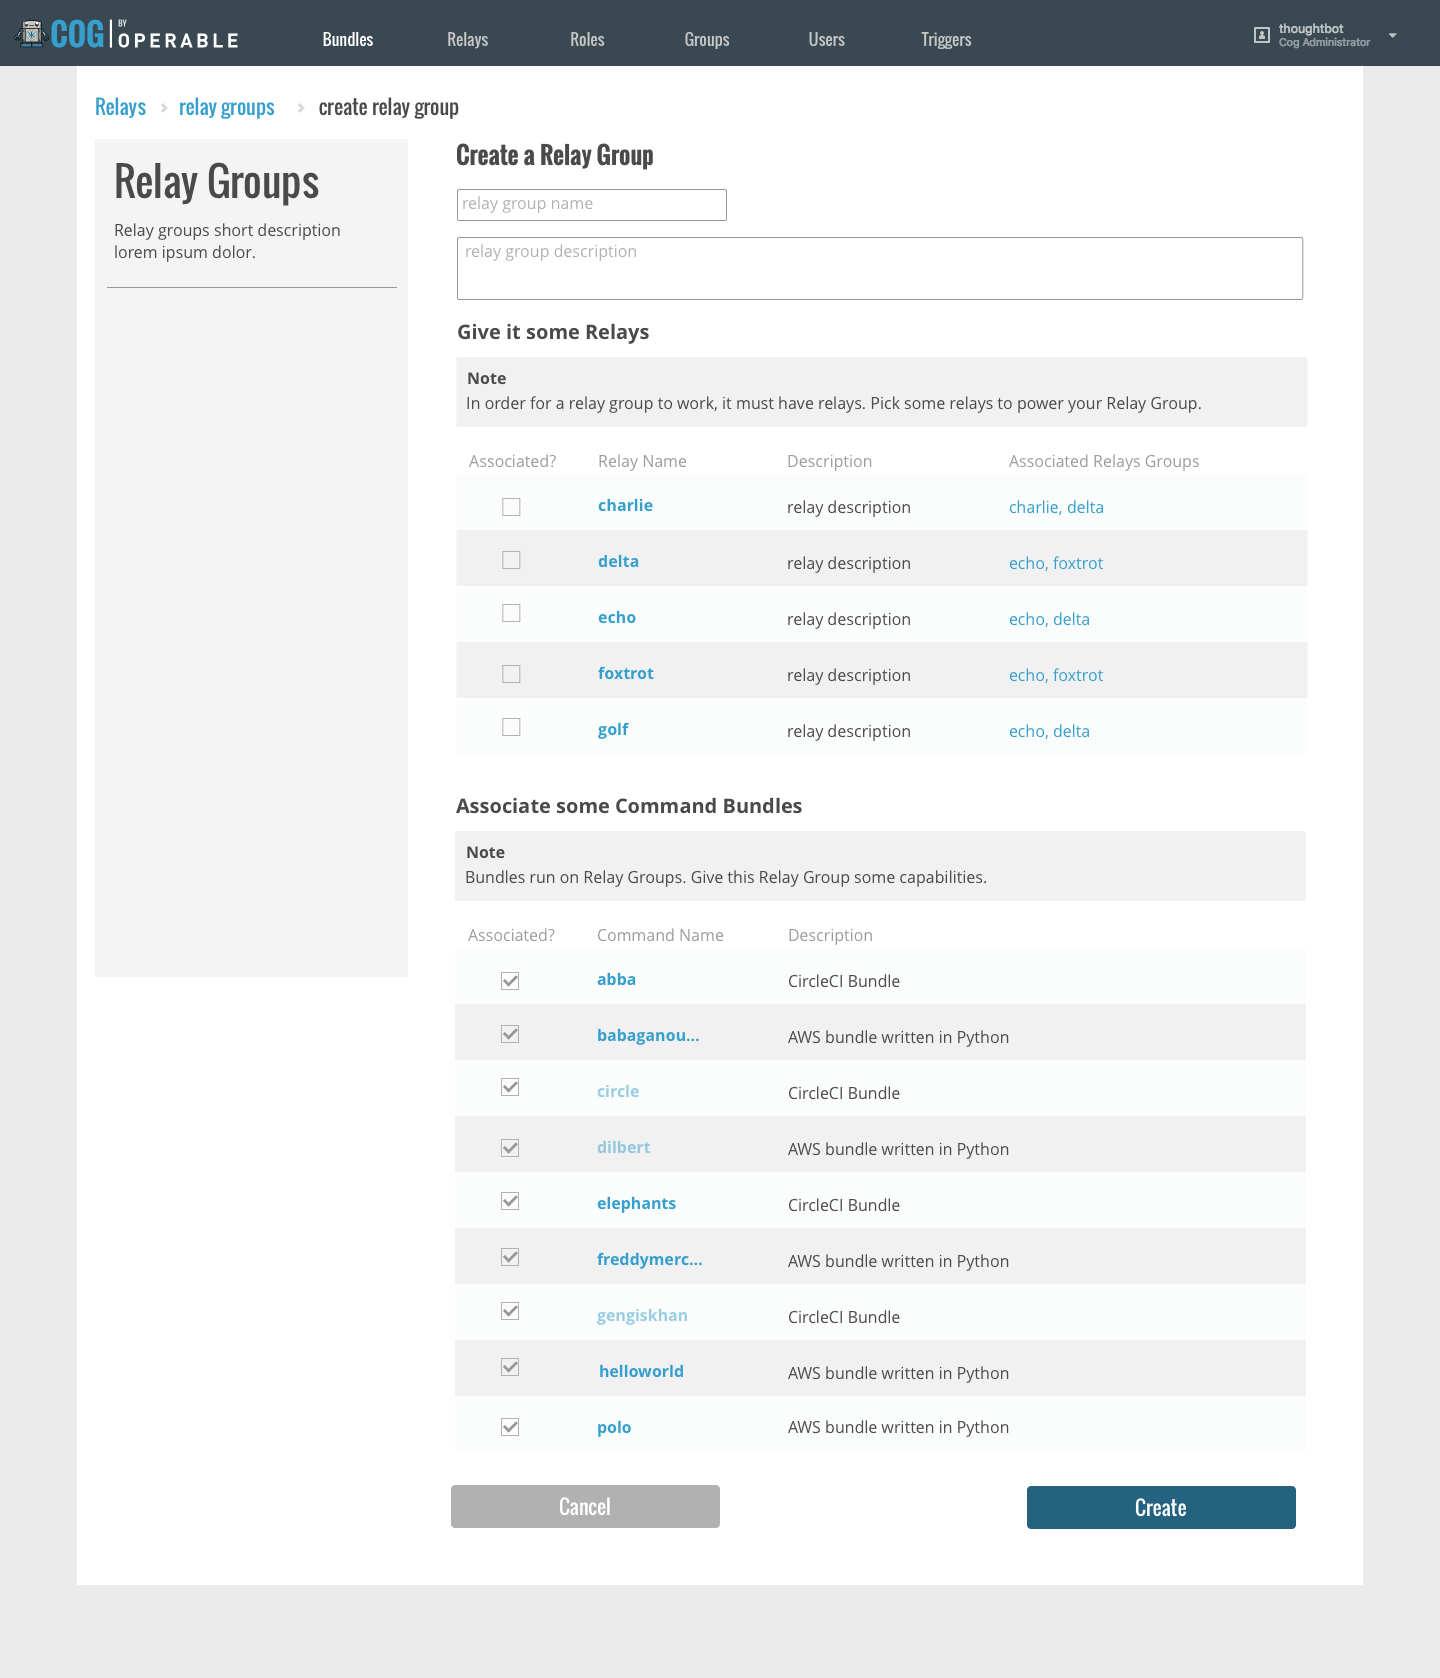 COG BY OPERABLE
Bundles Relays Roles Groups Users Triggers
thoughtbot
Cog Administrator
Relays relay groups create relay group
Relay Groups
Relay groups short description
lorem ipsum dolor.
Create a Relay Group
relay group name
relay group description
Give it some Relays
Note
In order for a relay group to work, it must have relays. Pick some relays to power your Relay Group.
Associated? Relay Name Description Associated Relays Groups
charlie relay description charlie, delta
delta relay description echo, foxtrot
echo relay description echo, delta
foxtrot relay description echo, foxtrot
golf relay description echo, delta
Associate some Command Bundles
Note
Bundles run on Relay Groups. Give this Relay Group some capabilities.
Associated? Command Name Description
abba CircleCI Bundle
babaganou... AWS bundle written in Python
circle CircleCI Bundle
dilbert AWS bundle written in Python
elephants CircleCI Bundle
freddymerc... AWS bundle written in Python
gengiskhan CircleCI Bundle
helloworld AWS bundle written in Python
polo AWS bundle written in Python
Cancel Create